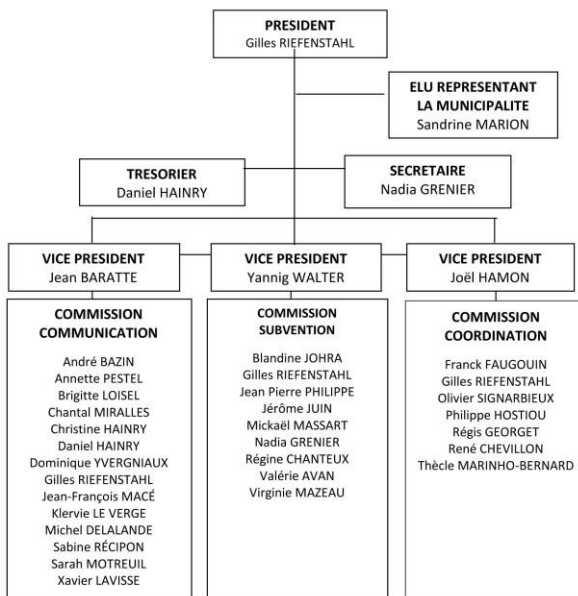 PRESIDENT
Gilles RIEFENSTAHL
ELU REPRESENTANT
LA MUNICIPALITE
Sandrine MARION
TRESORIER
Daniel HAINRY
SECRETAIRE
Nadia GRENIER
VICE PRESIDENT
Jean BARATTE
VICE PRESIDENT
Yannig WALTER
VICE PRESIDENT
Joël HAMON
COMMISSION
COMMUNICATION
André BAZIN
Annette PESTEL
Brigitte LOISEL
Chantal MIRALLES
Christine HAINRY
Daniel HAINRY
Dominique YVERGNIAUX
Gilles RIEFENSTAHL
Jean-François MACÉ
Klervie LE VERGE
Michel DELALANDE
Sabine RÉCIPON
Sarah MOTREUIL
Xavier LAVISSE
COMMISSION
SUBVENTION
Blandine JOHRA
Gilles RIEFENSTAHL
Jean Pierre PHILIPPE
Jérôme JUIN
Mickaël MASSART
Nadia GRENIER
Régine CHANTEUX
Valérie AVAN
Virginie MAZEAU
COMMISSION
COORDINATION
Franck FAUGOUIN
Gilles RIEFENSTAHL
Olivier SIGNARBIEUX
Philippe HOSTIOU
Régis GEORGET
René CHEVILLON
Thècle MARINHO-BERNARD